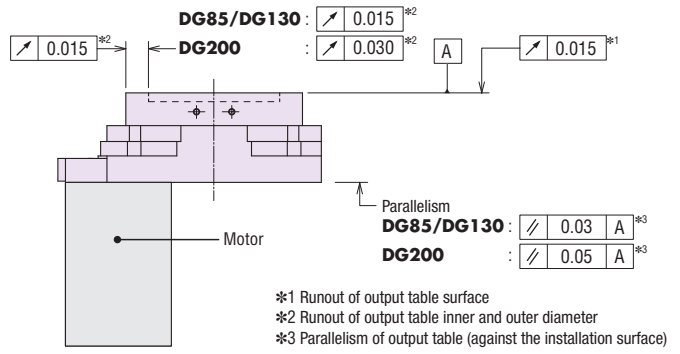 DG85/DG130 : ↗ 0.015 *2
↗ 0.015 *2
DG200 : ↗ 0.030 *2
A
↗ 0.015 *1
Parallelism
DG85/DG130 : // 0.03 A *3
DG200 : // 0.05 A *3
Motor
*1 Runout of output table surface
*2 Runout of output table inner and outer diameter
*3 Parallelism of output table (against the installation surface)